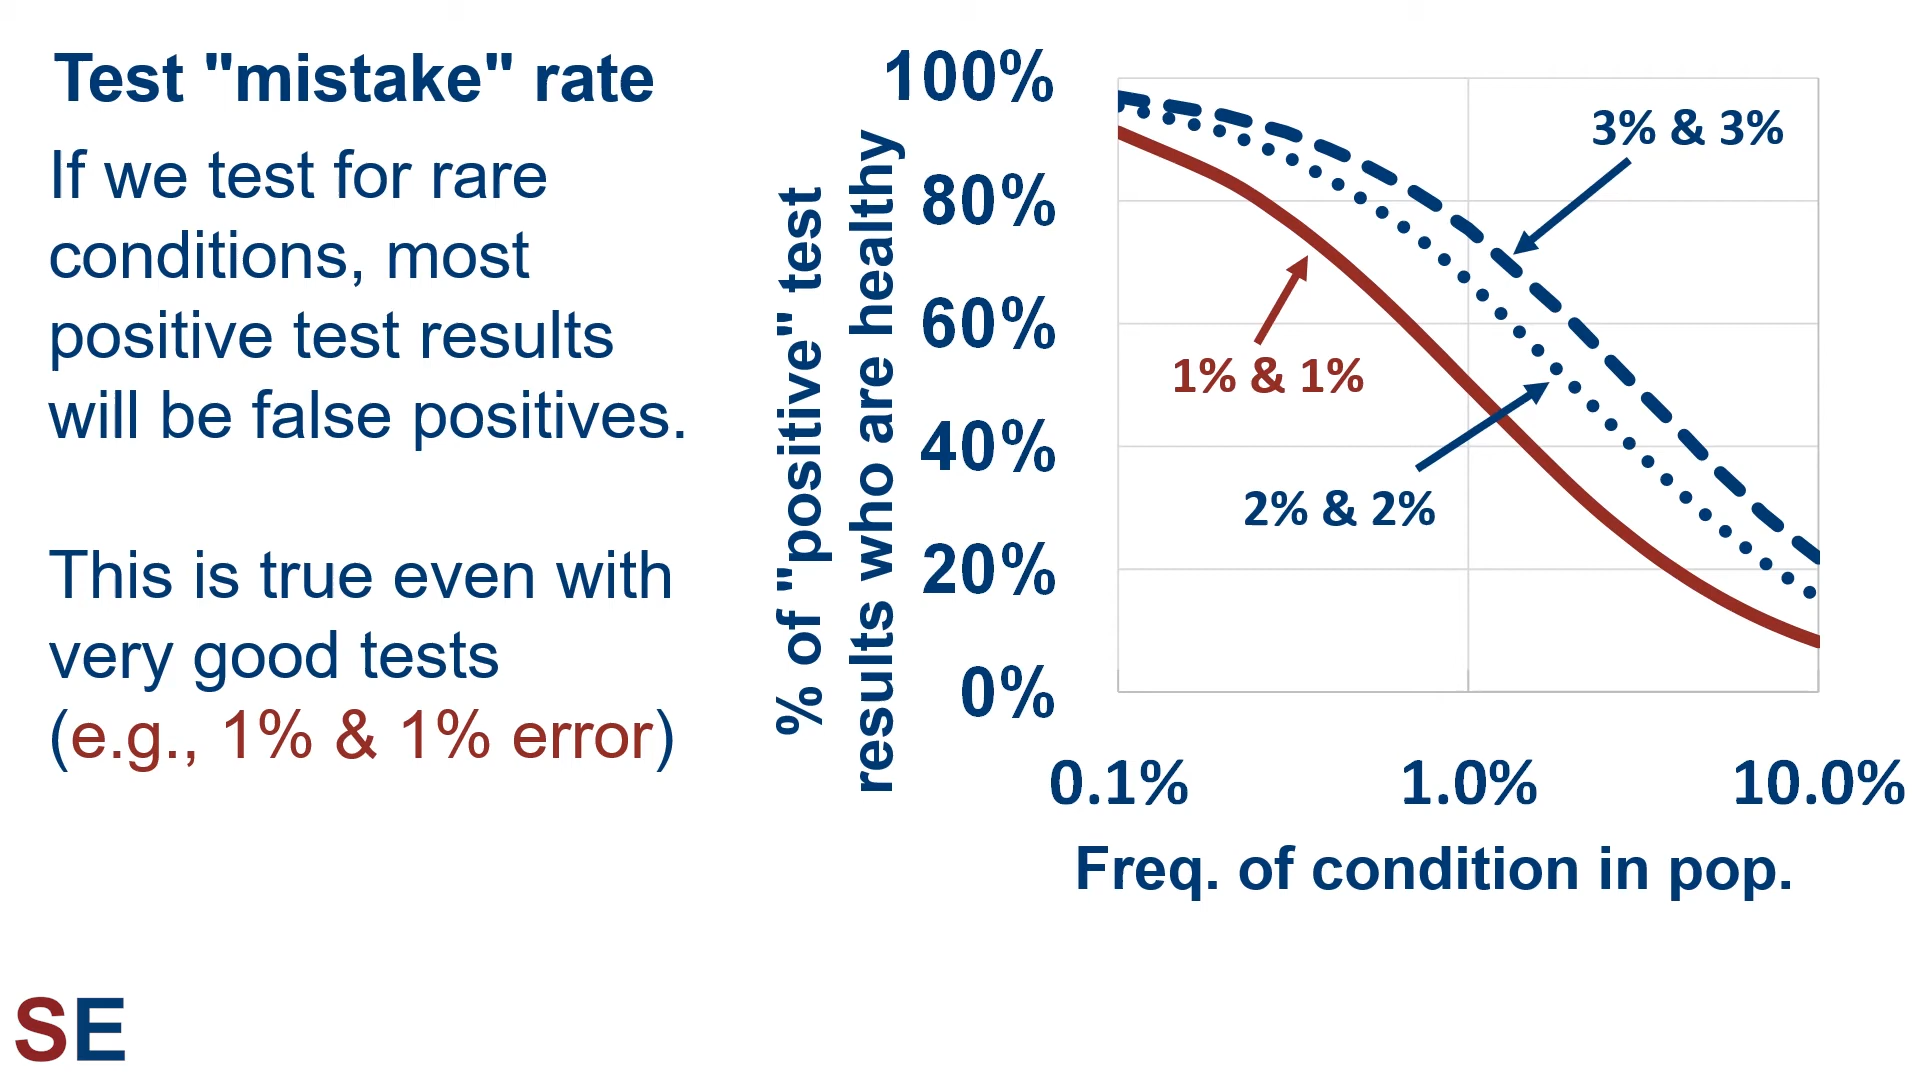 Test "mistake" rate
If we test for rare
conditions, most
positive test results
will be false positives.
This is true even with
very good tests
(e.g., 1% & 1% error)
% of "positive" test
results who are healthy
100%
80%
60%
40%
20%
0%
3% & 3%
1% & 1%
2% & 2%
0.1%
1.0%
10.0%
Freq. of condition in pop.
SE